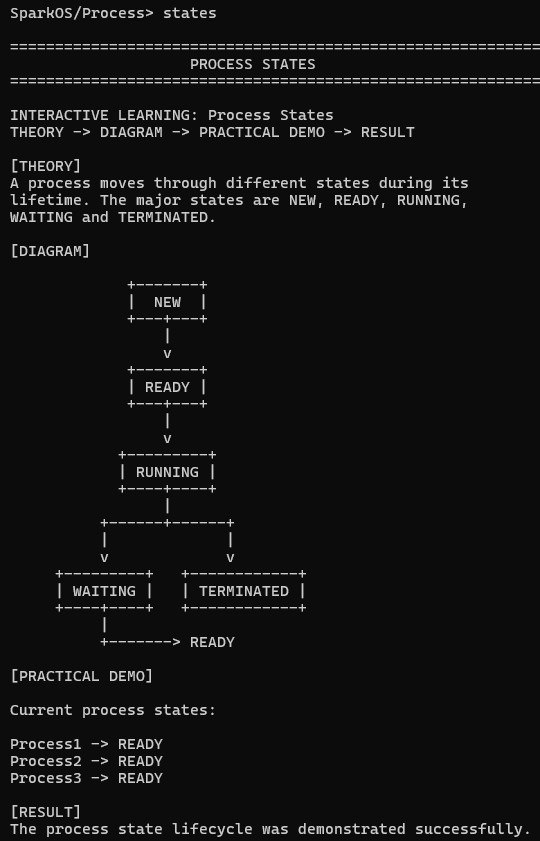 SparkOS/Process> states
============================================================
                    PROCESS STATES
============================================================
INTERACTIVE LEARNING: Process States
THEORY -> DIAGRAM -> PRACTICAL DEMO -> RESULT
[THEORY]
A process moves through different states during its
lifetime. The major states are NEW, READY, RUNNING,
WAITING and TERMINATED.
[DIAGRAM]
             +-------+
             |  NEW  |
             +---+---+
                 |
                 v
             +-------+
             | READY |
             +---+---+
                 |
                 v
            +---------+
            | RUNNING |
            +----+----+
                 |
          +------+------+
          |             |
          v             v
     +---------+   +------------+
     | WAITING |   | TERMINATED |
     +----+----+   +------------+
          |
          +-------> READY
[PRACTICAL DEMO]
Current process states:
Process1 -> READY
Process2 -> READY
Process3 -> READY
[RESULT]
The process state lifecycle was demonstrated successfully.